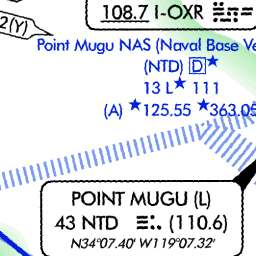 108.7 I-OXR
2(Y)
Point Mugu NAS (Naval Base Ve
(NTD) D★
13 L★ 111
(A) ★125.55 ★363.05
POINT MUGU (L)
43 NTD (110.6)
N34°07.40' W119°07.32'